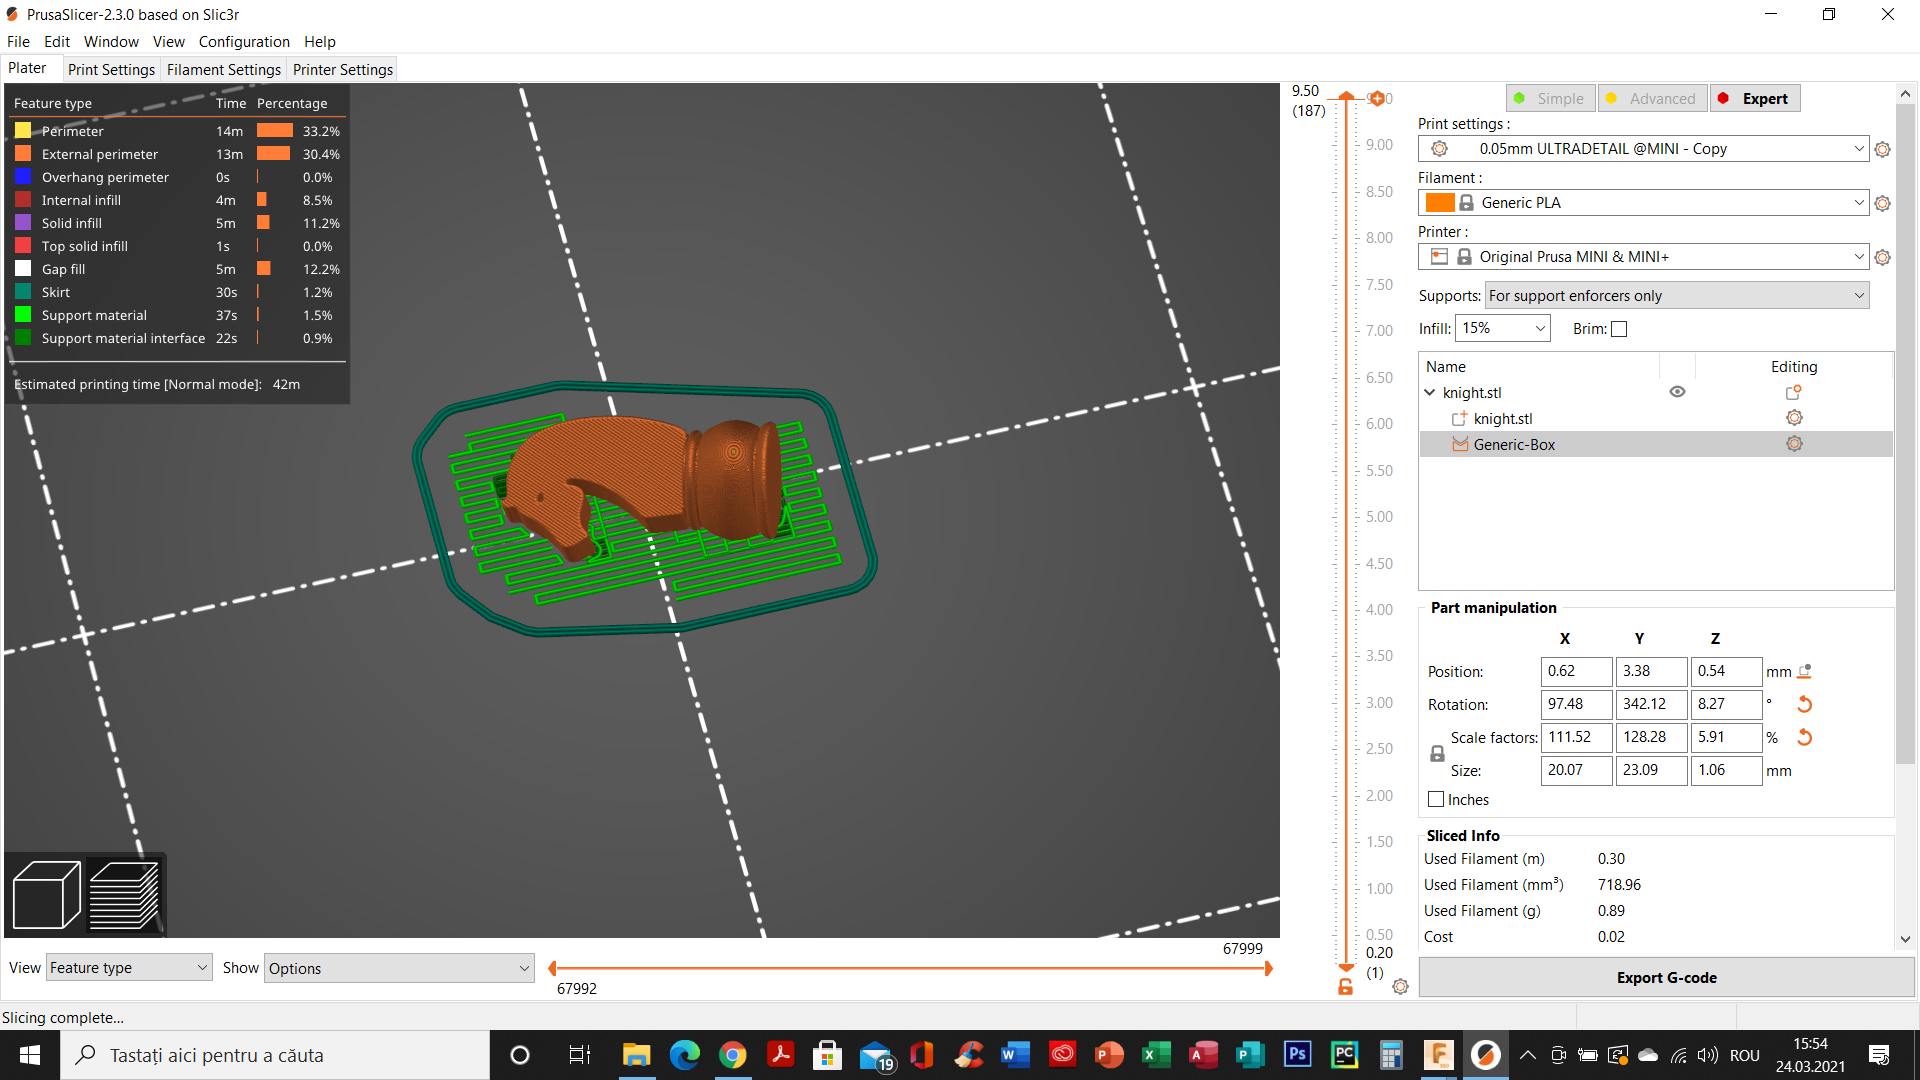 PrusaSlicer-2.3.0 based on Slic3r
File Edit Window View Configuration Help
Plater Print Settings Filament Settings Printer Settings
Feature type Time Percentage
Perimeter 14m 33.2%
External perimeter 13m 30.4%
Overhang perimeter 0s 0.0%
Internal infill 4m 8.5%
Solid infill 5m 11.2%
Top solid infill 1s 0.0%
Gap fill 5m 12.2%
Skirt 30s 1.2%
Support material 37s 1.5%
Support material interface 22s 0.9%
Estimated printing time [Normal mode]: 42m
9.50
(187)
9.00
8.50
8.00
7.50
7.00
6.50
6.00
5.50
5.00
4.50
4.00
3.50
3.00
2.50
2.00
1.50
1.00
0.50
0.20
(1)
Simple Advanced Expert
Print settings :
0.05mm ULTRADETAIL @MINI - Copy
Filament :
Generic PLA
Printer :
Original Prusa MINI & MINI+
Supports: For support enforcers only
Infill: 15% Brim:
Name Editing
knight.stl
knight.stl
Generic-Box
Part manipulation
X Y Z
Position: 0.62 3.38 0.54 mm
Rotation: 97.48 342.12 8.27 °
Scale factors: 111.52 128.28 5.91 %
Size: 20.07 23.09 1.06 mm
Inches
Sliced Info
Used Filament (m) 0.30
Used Filament (mm³) 718.96
Used Filament (g) 0.89
Cost 0.02
Export G-code
View Feature type Show Options
67999
67992
Slicing complete...
Tastați aici pentru a căuta
19
ROU
15:54
24.03.2021